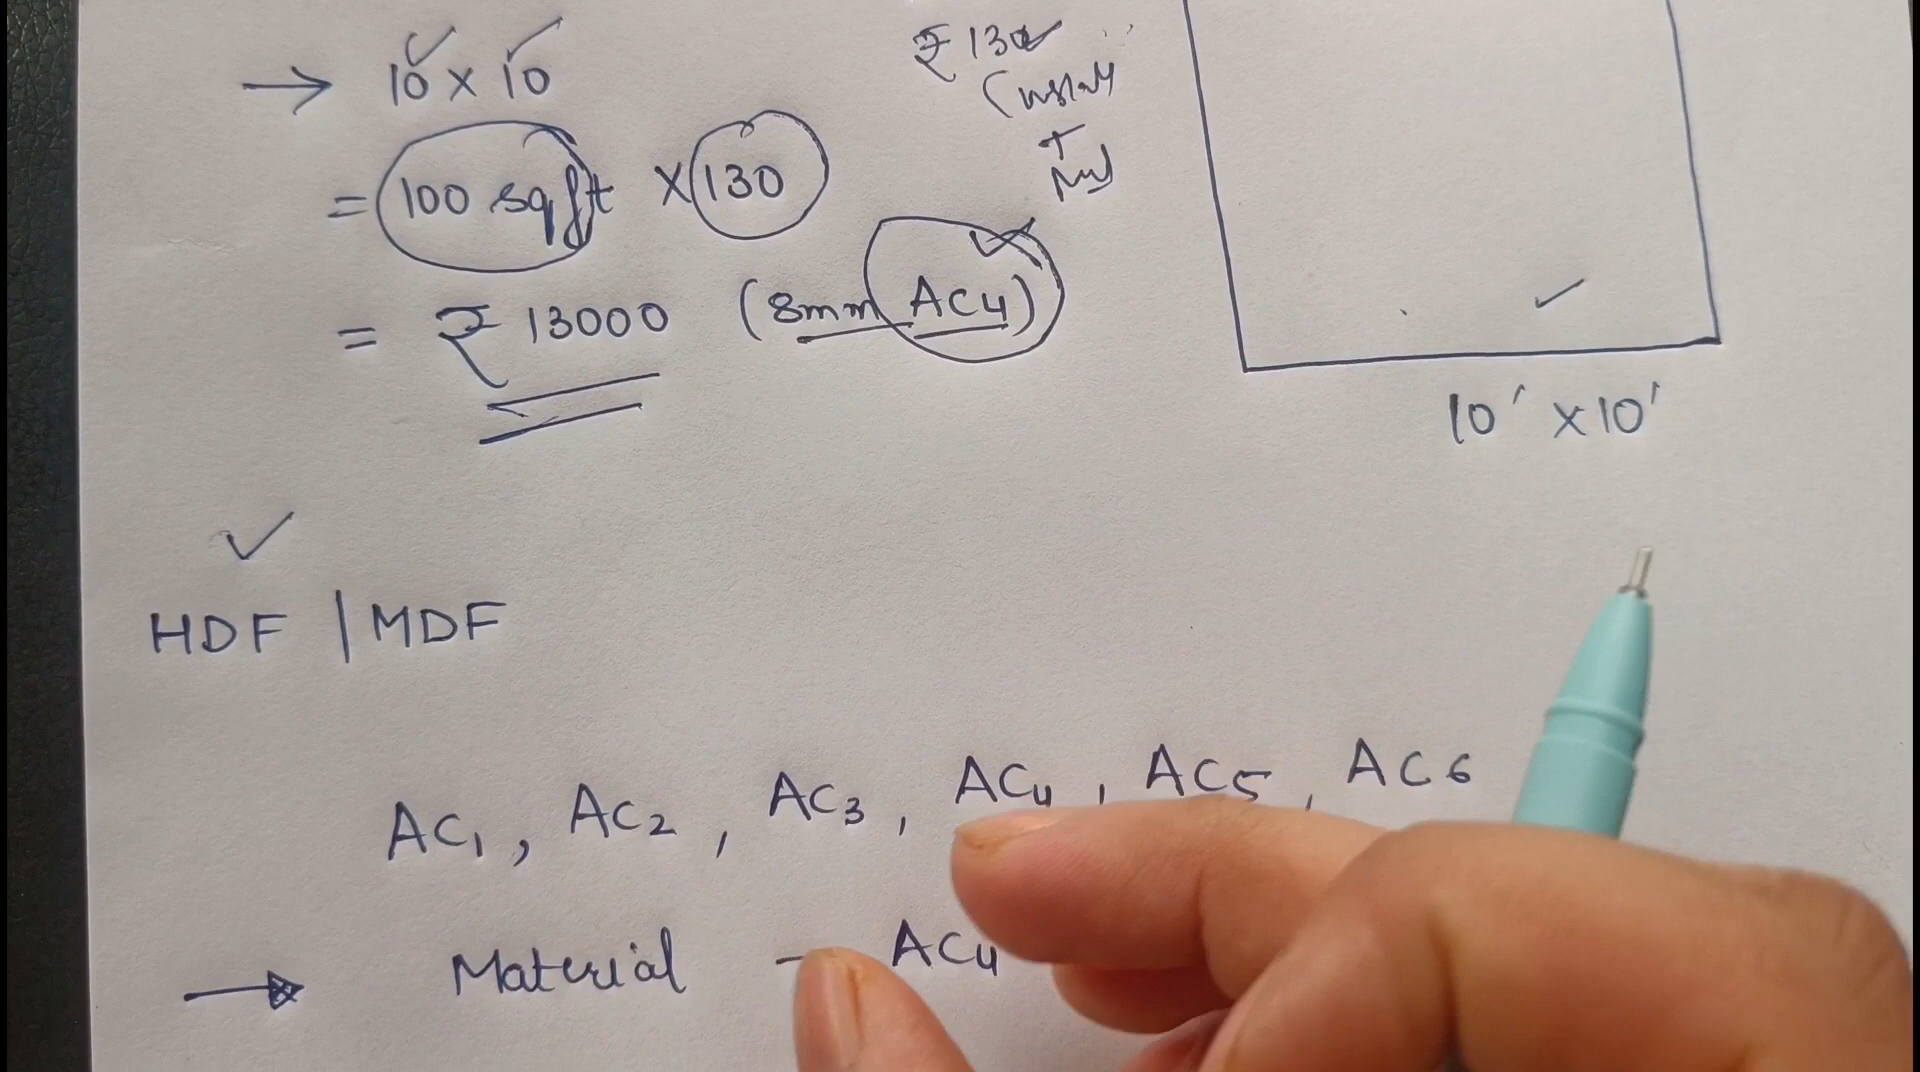 → 10 x 10
= 100 sqft x 130
= ₹ 13000 (8mm AC4)
₹ 130
+
10' x 10'
HDF | MDF
AC1, AC2, AC3, AC4, AC5, AC6
→ Material - AC4